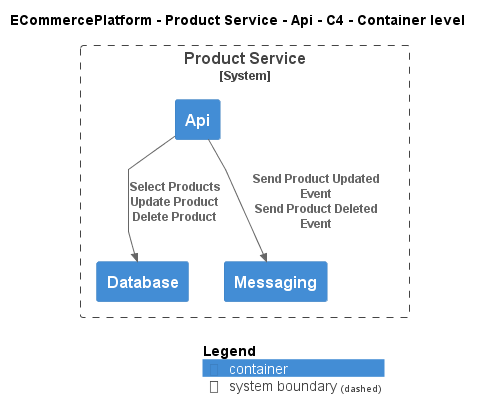 ECommercePlatform - Product Service - Api - C4 - Container level
Product Service
[System]
Api
Select Products
Update Product
Delete Product
Send Product Updated
Event
Send Product Deleted
Event
Database
Messaging
Legend
container
system boundary (dashed)